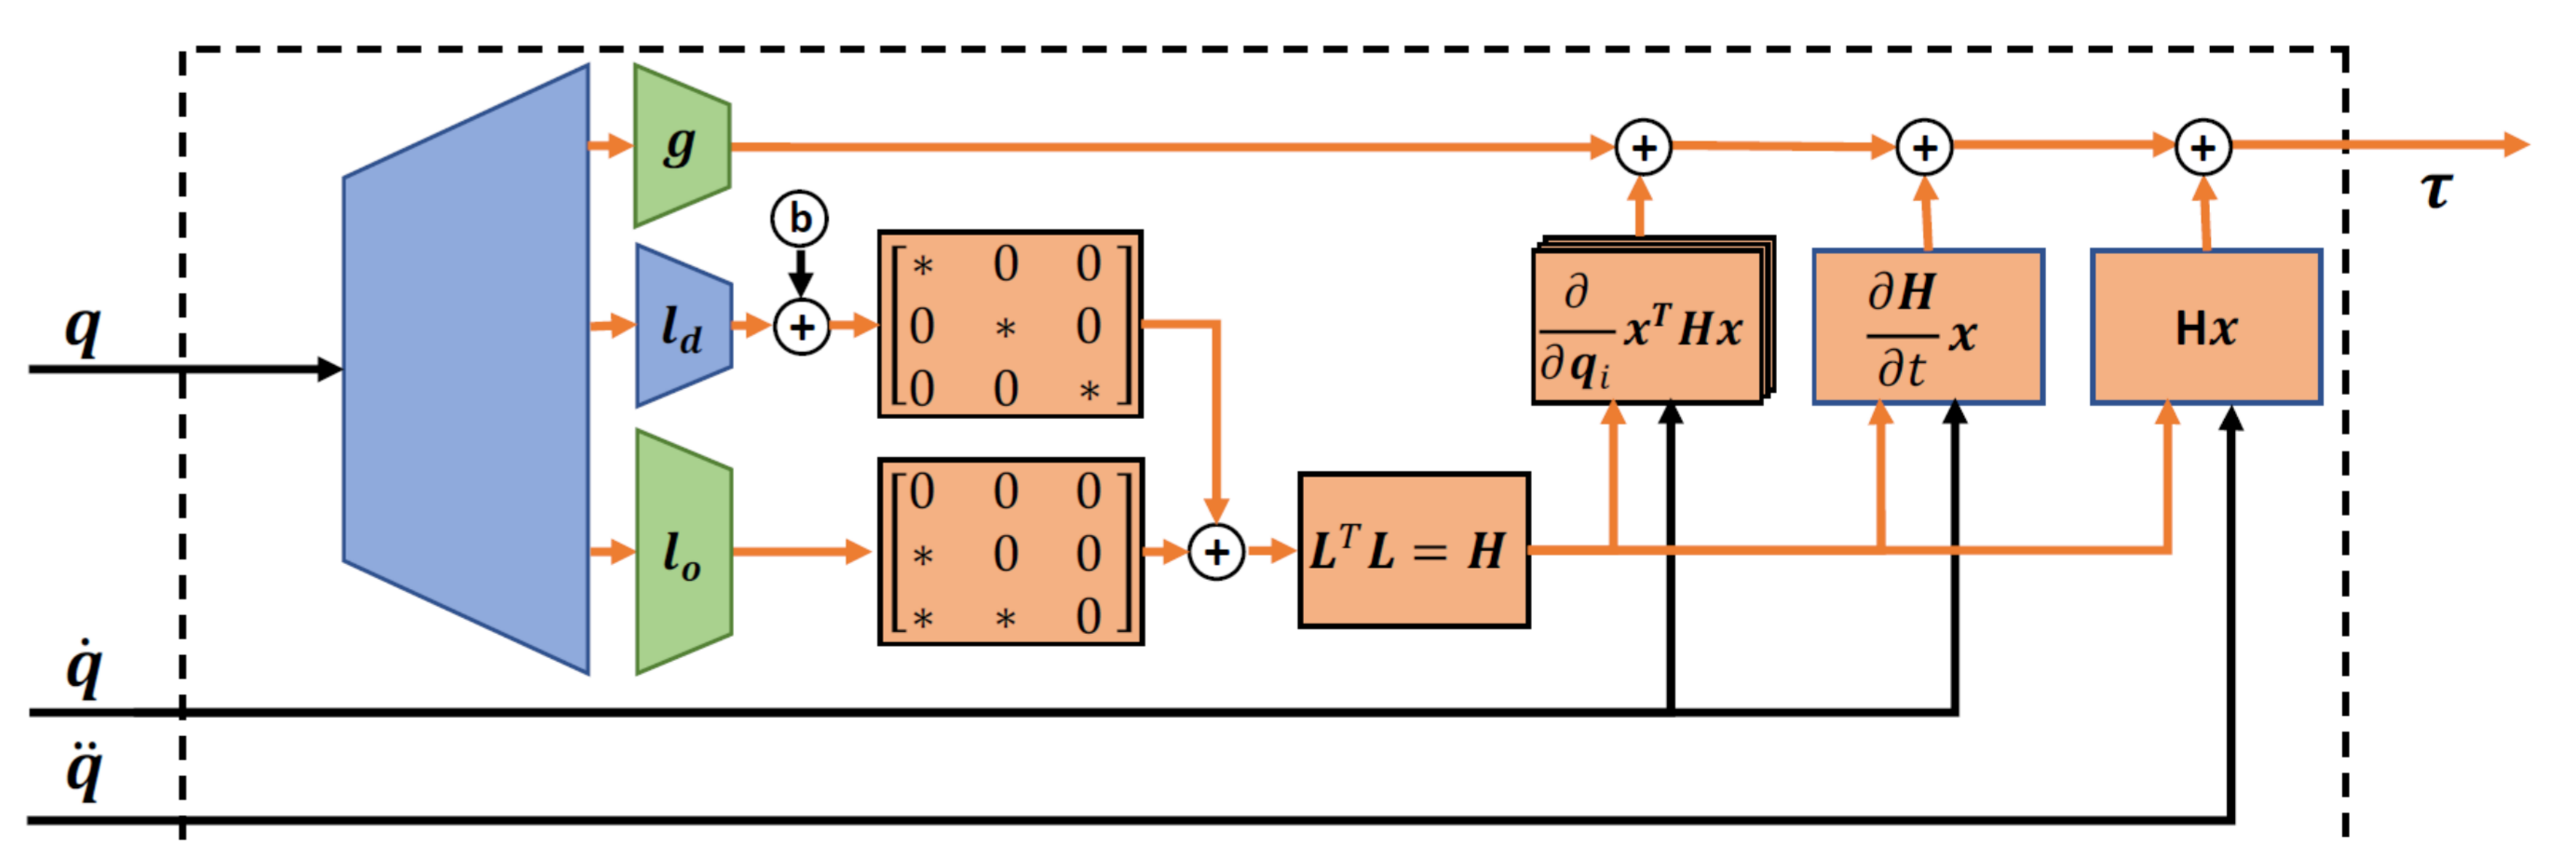 g
+ + +
τ
b
q
l_d
+
[* 0 0
0 * 0
0 0 *]
∂/∂q_i x^T H x
∂H/∂t x
Hx
l_o
[0 0 0
* 0 0
* * 0]
+
L^T L = H
q̇
q̈